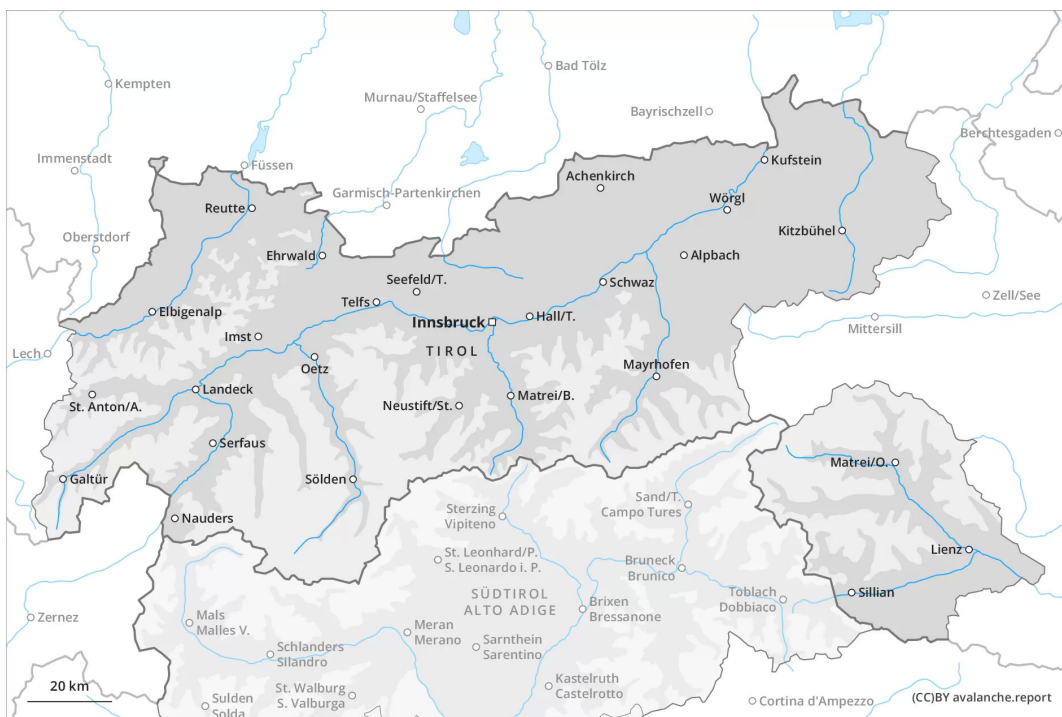 Kempten
Bad Tölz
Murnau/Staffelsee
Bayrischzell
Berchtesgaden
Immenstadt
Füssen
Kufstein
Garmisch-Partenkirchen
Achenkirch
Reutte
Wörgl
Oberstdorf
Kitzbühel
Ehrwald
Alpbach
Seefeld/T.
Schwaz
Zell/See
Telfs
Elbigenalp
Innsbruck
Hall/T.
Mittersill
Imst
TIROL
Lech
Oetz
Mayrhofen
Landeck
St. Anton/A.
Neustift/St.
Matrei/B.
Serfaus
Matrei/O.
Galtür
Sölden
Sand/T.
Campo Tures
Sterzing
Vipiteno
Nauders
Lienz
St. Leonhard/P.
S. Leonardo i. P.
Bruneck
Brunico
SÜDTIROL
ALTO ADIGE
Toblach
Dobbiaco
Sillian
Zernez
Mals
Malles V.
Brixen
Bressanone
Meran
Merano
Sarnthein
Sarentino
Schlanders
Silandro
20 km
St. Walburg
S. Valburga
Kastelruth
Castelrotto
Sulden
Solda
Cortina d'Ampezzo
(CC)BY avalanche.report